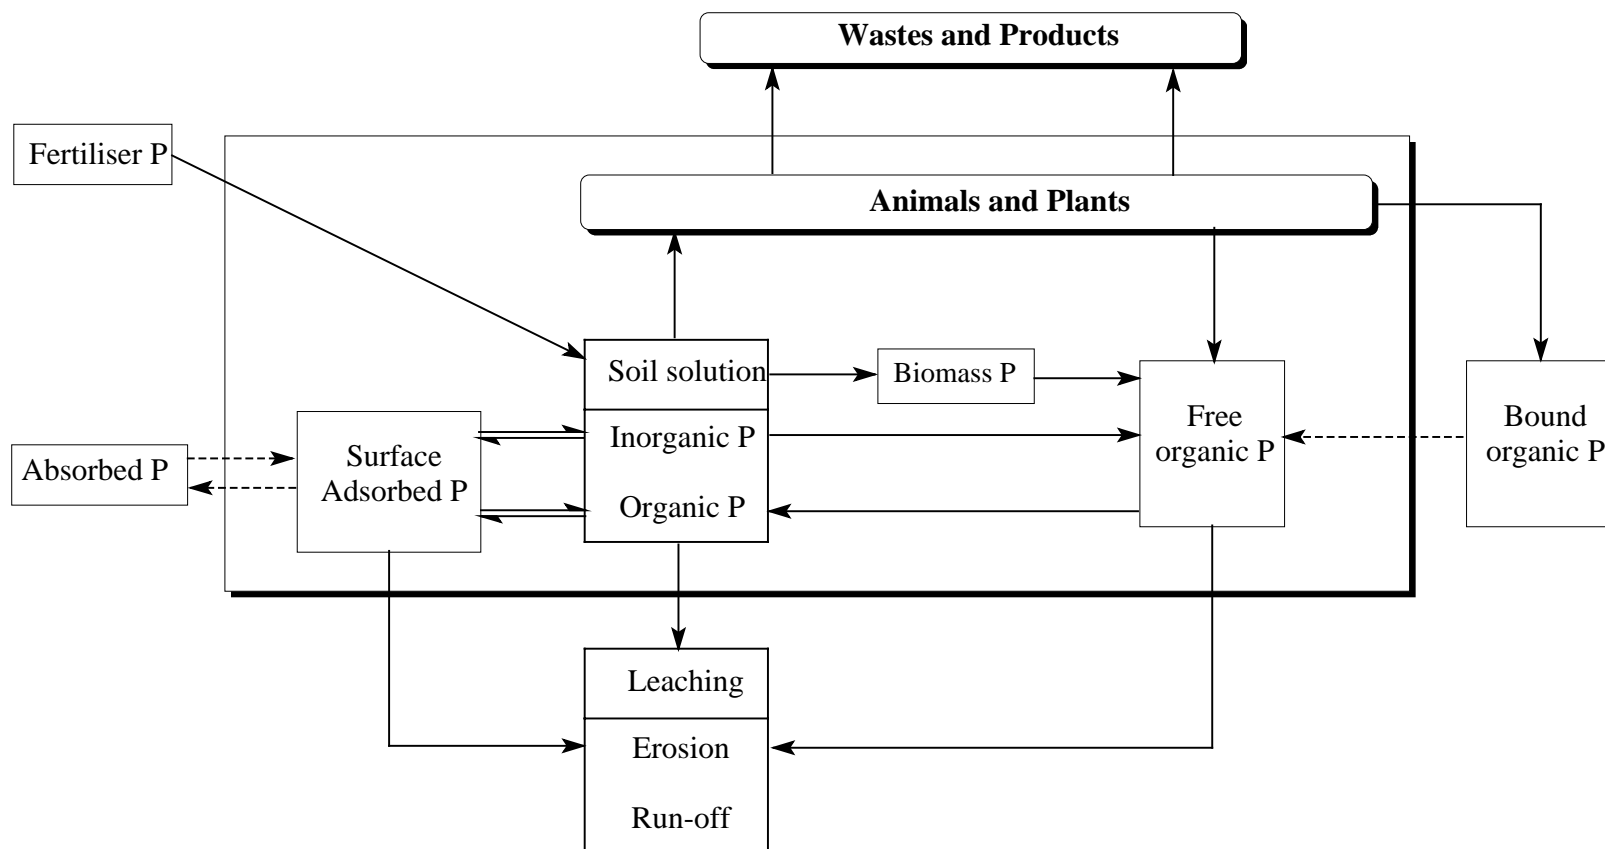 Wastes and Products
Fertiliser P
Animals and Plants
Soil solution
Biomass P
Inorganic P
Organic P
Surface
Adsorbed P
Absorbed P
Free
organic P
Bound
organic P
Leaching
Erosion
Run-off